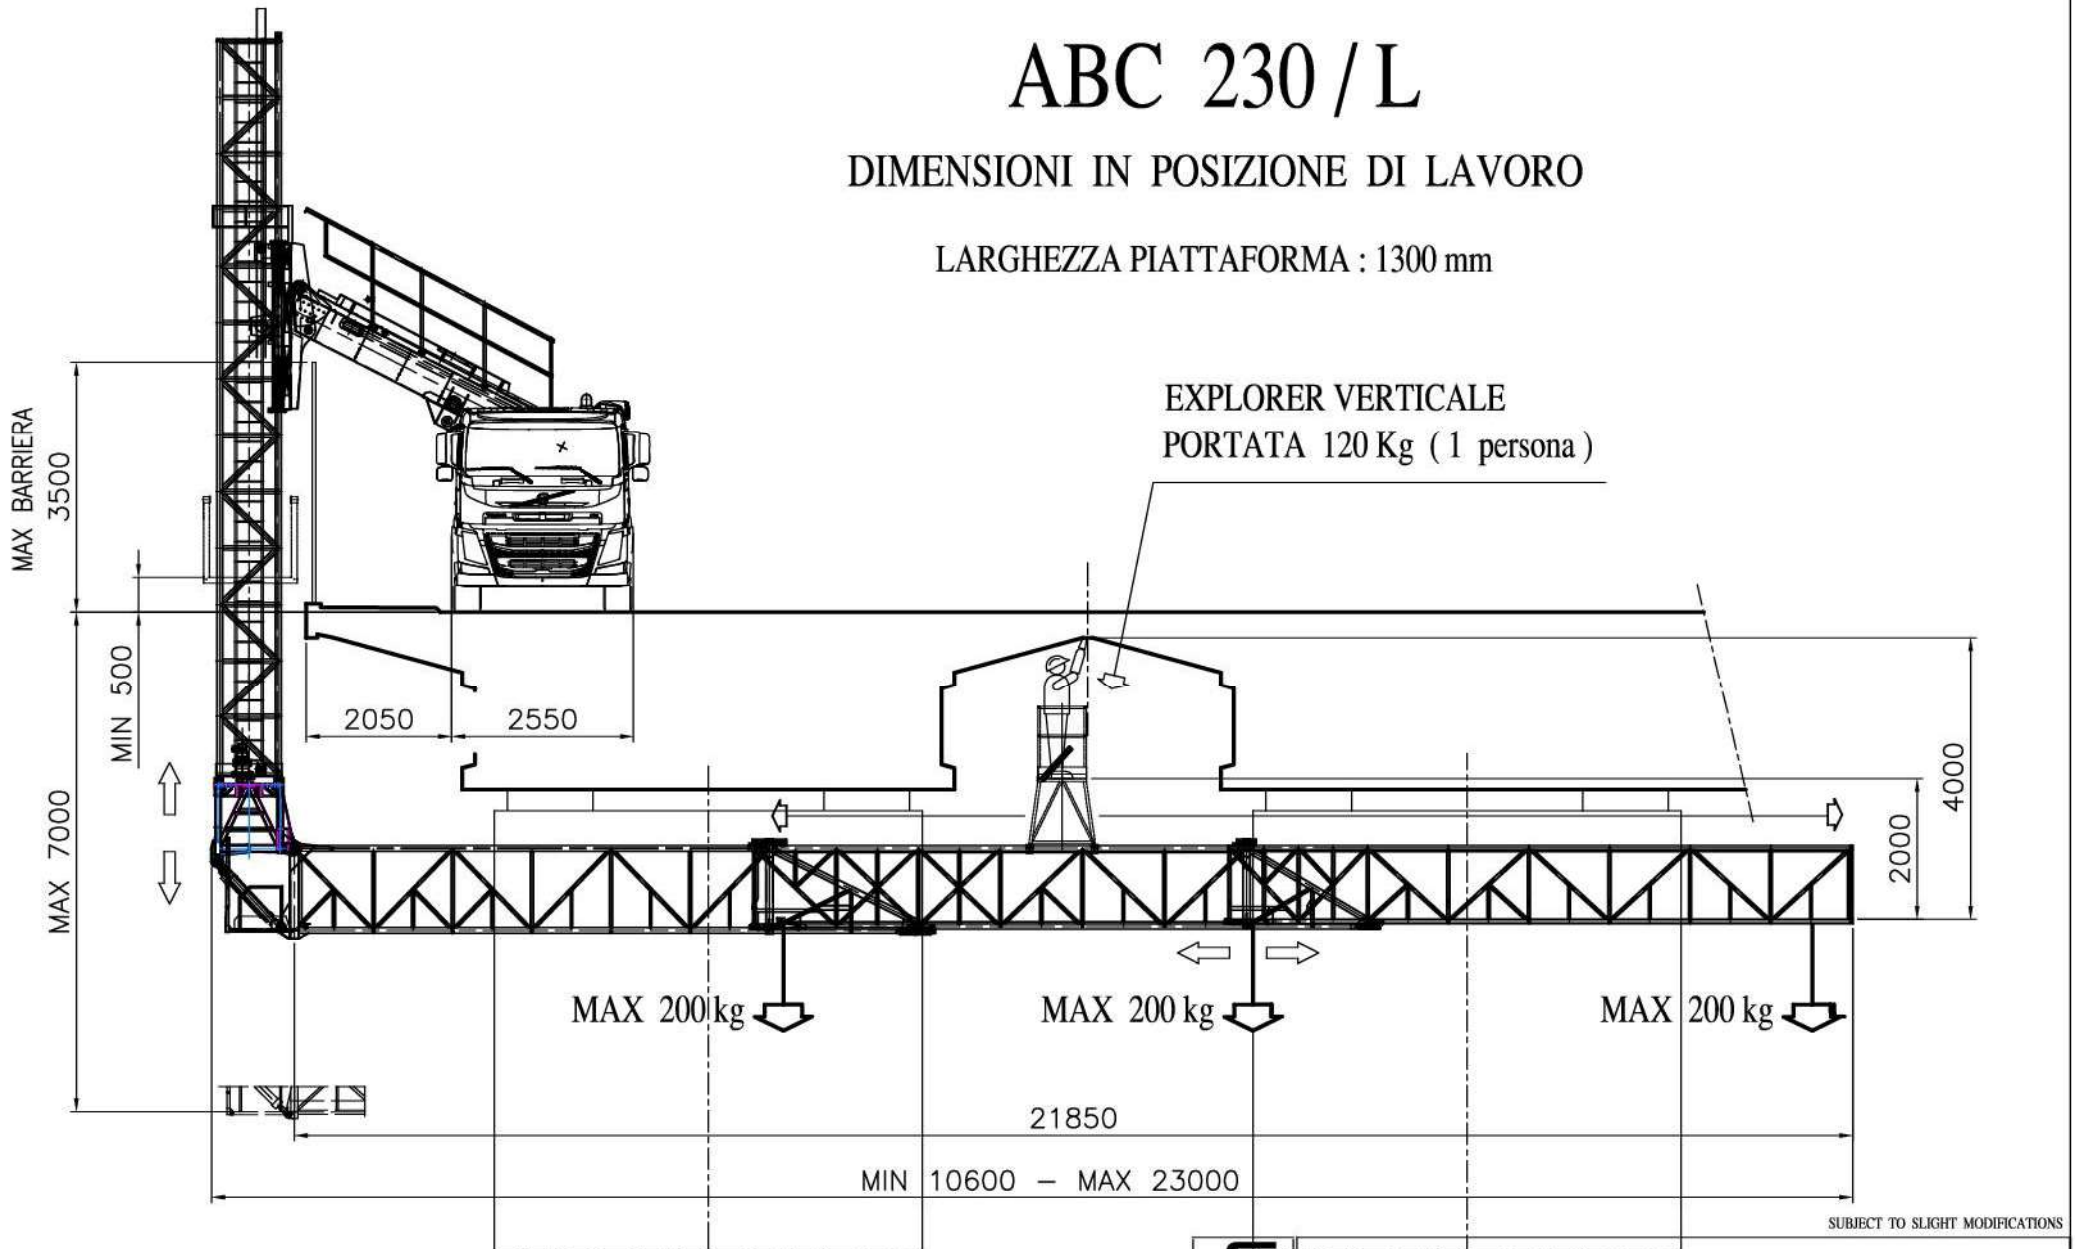 ABC 230 / L
DIMENSIONI IN POSIZIONE DI LAVORO
LARGHEZZA PIATTAFORMA : 1300 mm
EXPLORER VERTICALE
PORTATA 120 Kg ( 1 persona )
MAX BARRIERA
3500
MIN 500
MAX 7000
2050
2550
4000
2000
MAX 200 kg
MAX 200 kg
MAX 200 kg
21850
MIN 10600 – MAX 23000
SUBJECT TO SLIGHT MODIFICATIONS